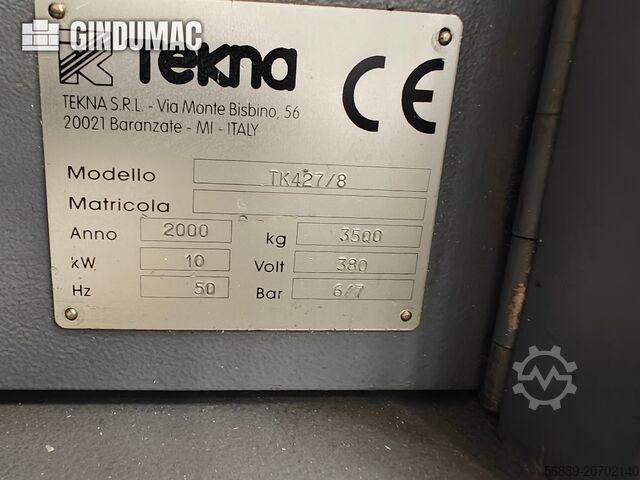 GINDUMAC
Tekna
CE
TEKNA S.R.L. - Via Monte Bisbino, 56
20021 Baranzate - MI - ITALY
Modello TK427/8
Matricola
Anno 2000 kg 3500
kW 10 Volt 380
Hz 50 Bar 6/7
56889-20702140